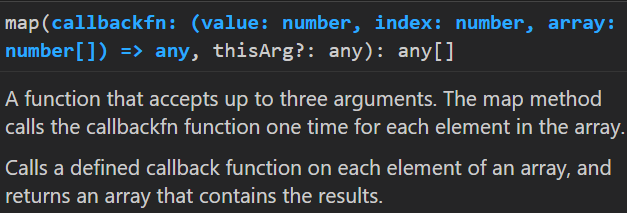 map(callbackfn: (value: number, index: number, array:
number[]) => any, thisArg?: any): any[]
A function that accepts up to three arguments. The map method
calls the callbackfn function one time for each element in the array.
Calls a defined callback function on each element of an array, and
returns an array that contains the results.